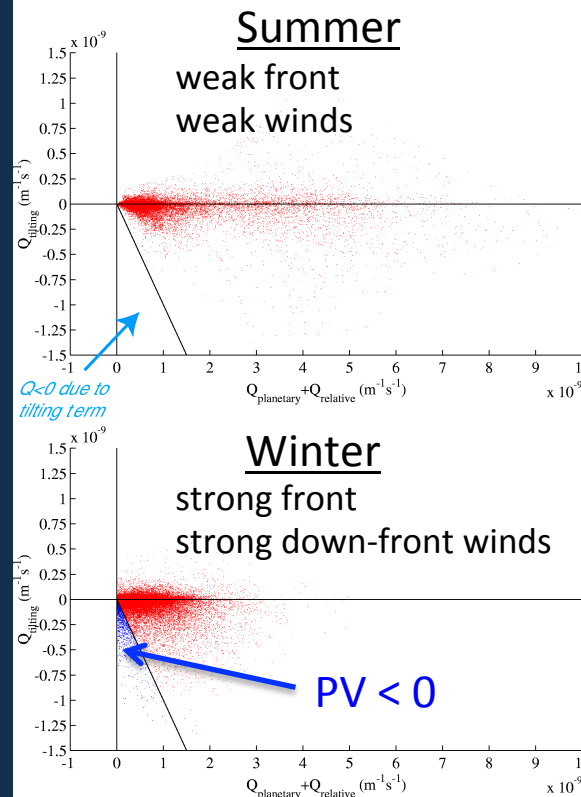 Summer
x 10⁻⁹
weak front
weak winds
1.5
1.25
1
0.75
0.5
0.25
0
-0.25
-0.5
-0.75
-1
-1.25
-1.5
Q_tilting (m⁻¹s⁻¹)
-1 0 1 2 3 4 5 6 7 8 9 10
Q_planetary+Q_relative (m⁻¹s⁻¹)
x 10⁻⁹
Q<0 due to
tilting term
Winter
x 10⁻⁹
strong front
strong down-front winds
1.5
1.25
1
0.75
0.5
0.25
0
-0.25
-0.5
-0.75
-1
-1.25
-1.5
Q_tilting (m⁻¹s⁻¹)
PV < 0
-1 0 1 2 3 4 5 6 7 8 9 1
Q_planetary+Q_relative (m⁻¹s⁻¹)
x 10⁻⁹